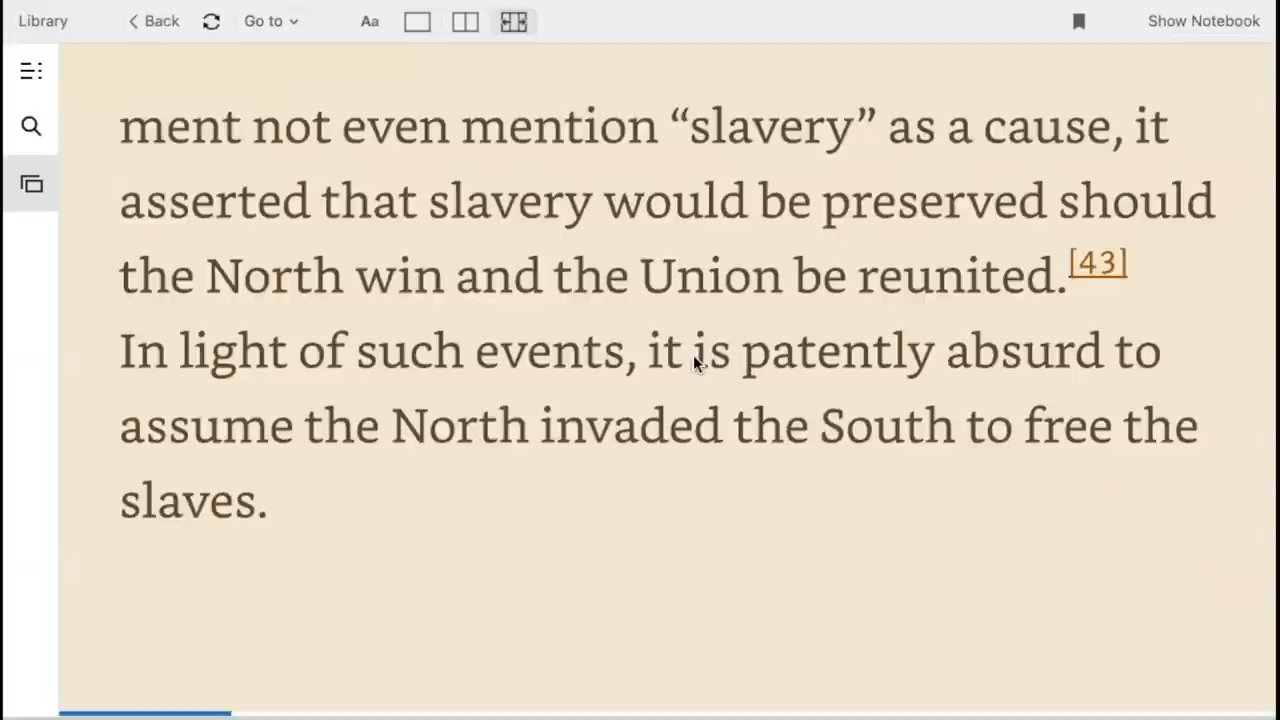 Library
Back
Go to
Aa
Show Notebook
ment not even mention “slavery” as a cause, it
asserted that slavery would be preserved should
the North win and the Union be reunited.[43]
In light of such events, it is patently absurd to
assume the North invaded the South to free the
slaves.